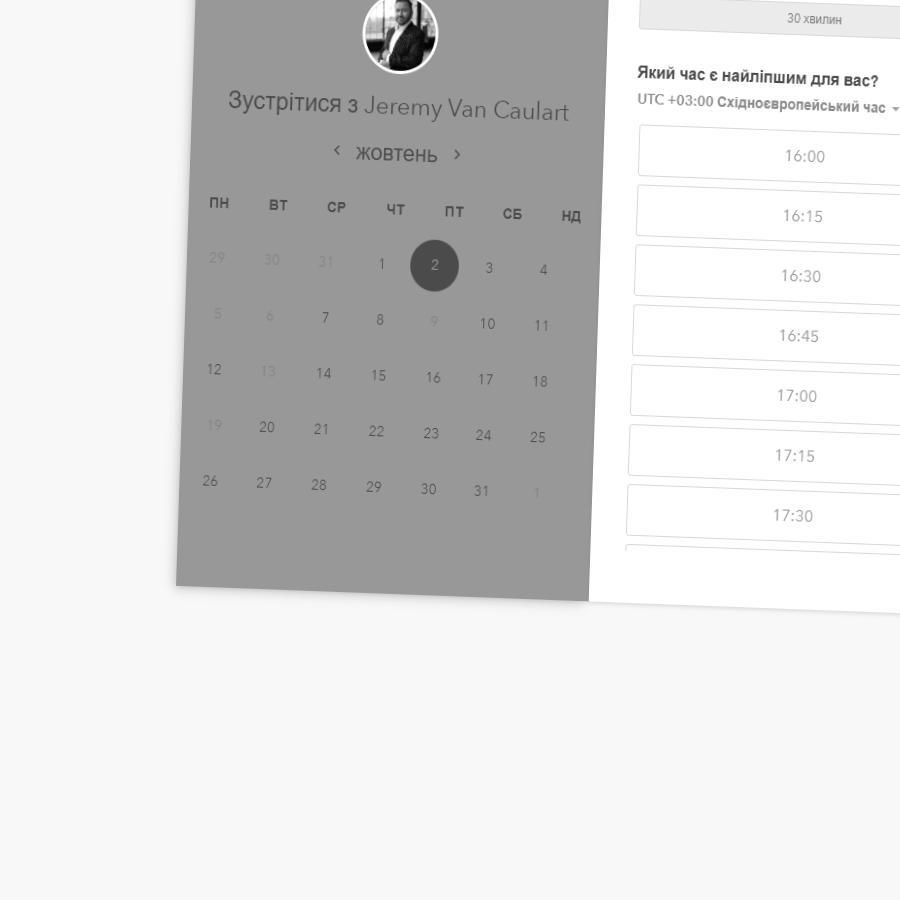 Зустрітися з Jeremy Van Caulart
жовтень
ПН ВТ СР ЧТ ПТ СБ НД
29 30 31 1 2 3 4
5 6 7 8 9 10 11
12 13 14 15 16 17 18
19 20 21 22 23 24 25
26 27 28 29 30 31 1
30 хвилин
Який час є найліпшим для вас?
UTC +03:00 Східноєвропейський час
16:00
16:15
16:30
16:45
17:00
17:15
17:30